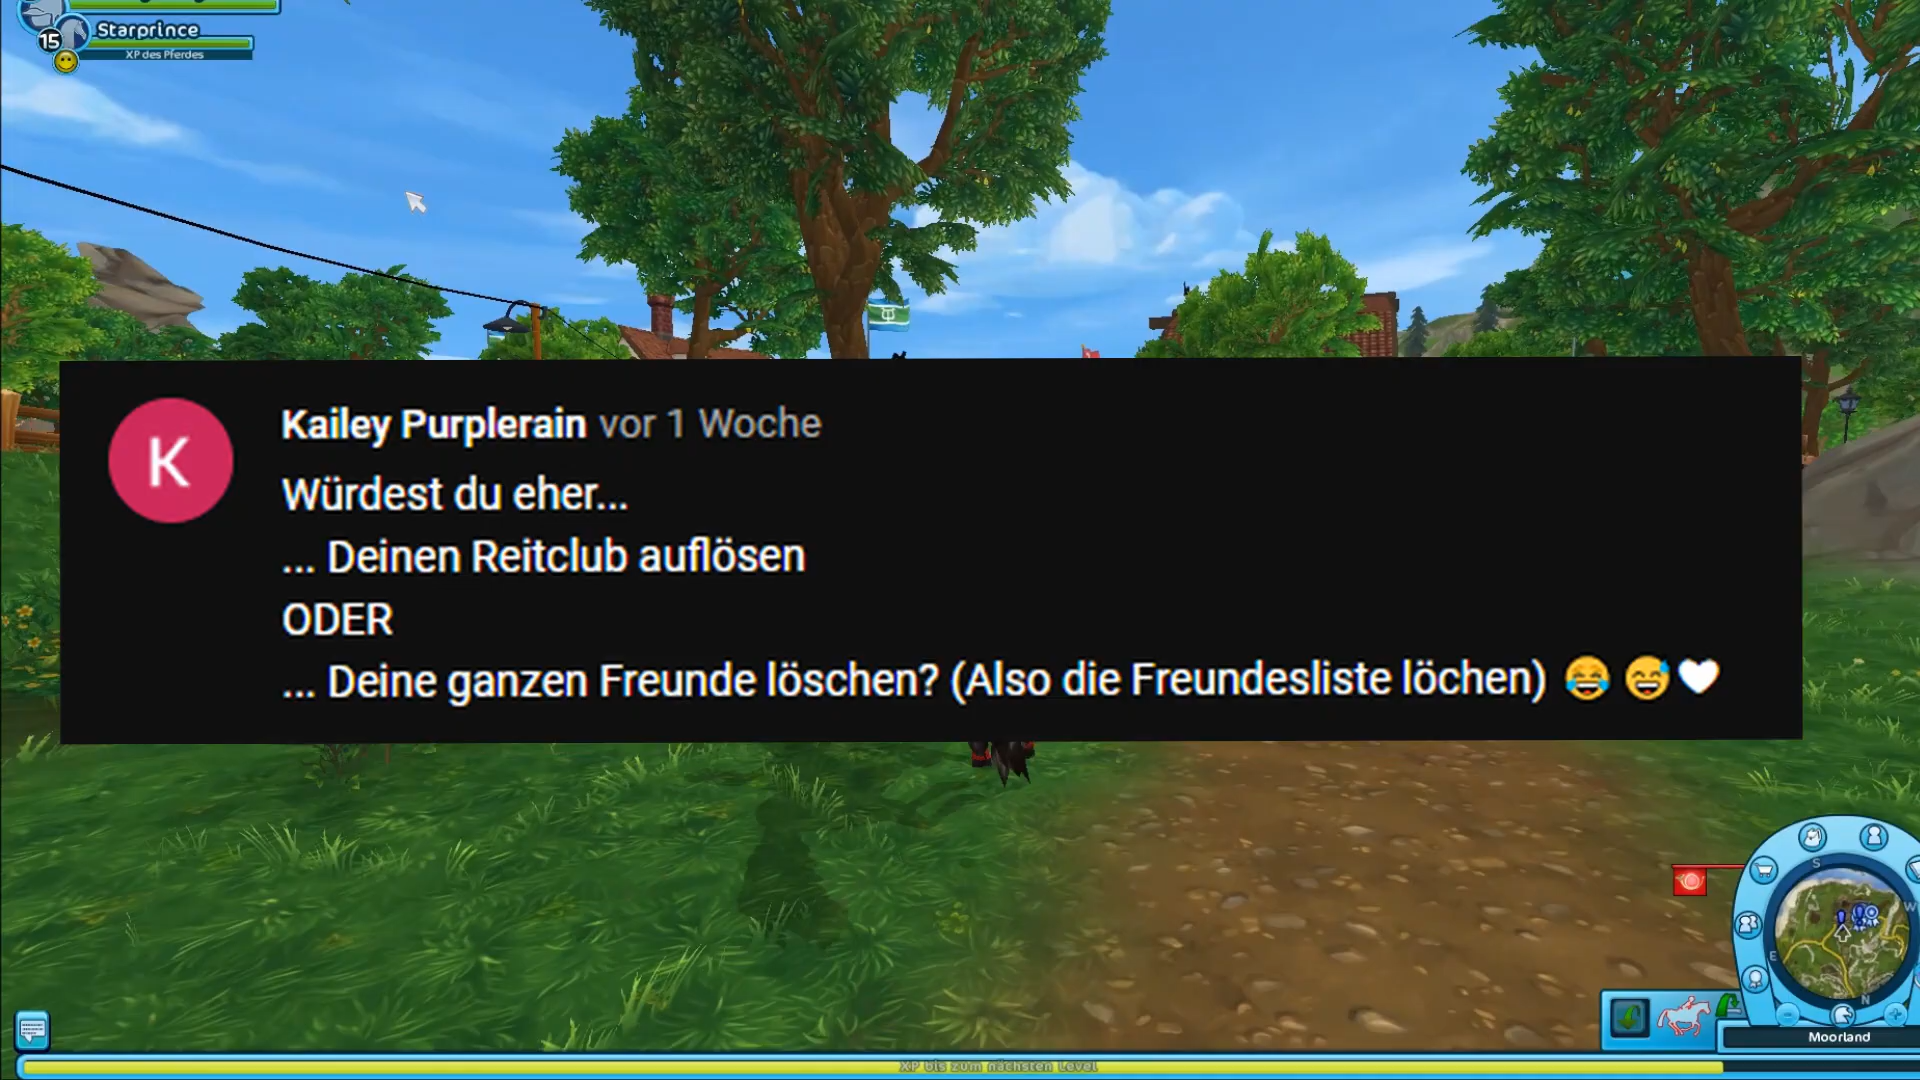 Starprince
15
XP des Pferdes
K
Kailey Purplerain vor 1 Woche
Würdest du eher...
... Deinen Reitclub auflösen
ODER
... Deine ganzen Freunde löschen? (Also die Freundesliste löchen) 😂 😅 🤍
S
W
E
N
Moorland
XP bis zum nächsten Level